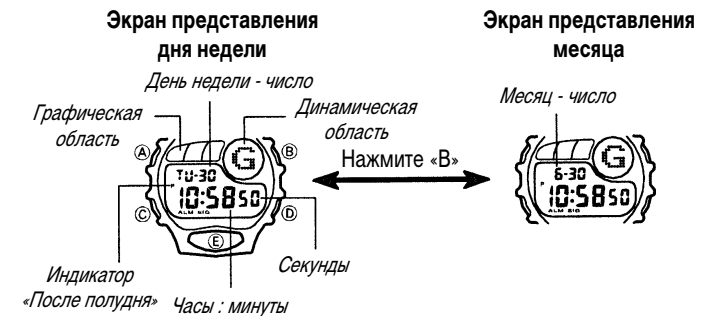 Экран представления
дня недели
Экран представления
месяца
День недели - число
Месяц - число
Графическая
область
Динамическая
область
A
B
Нажмите «В»
G
TU-30
P
10:58 50
ALM SIG
C
D
E
G
6-30
P
10:58 50
ALM SIG
Индикатор
«После полудня»
Часы : минуты
Секунды